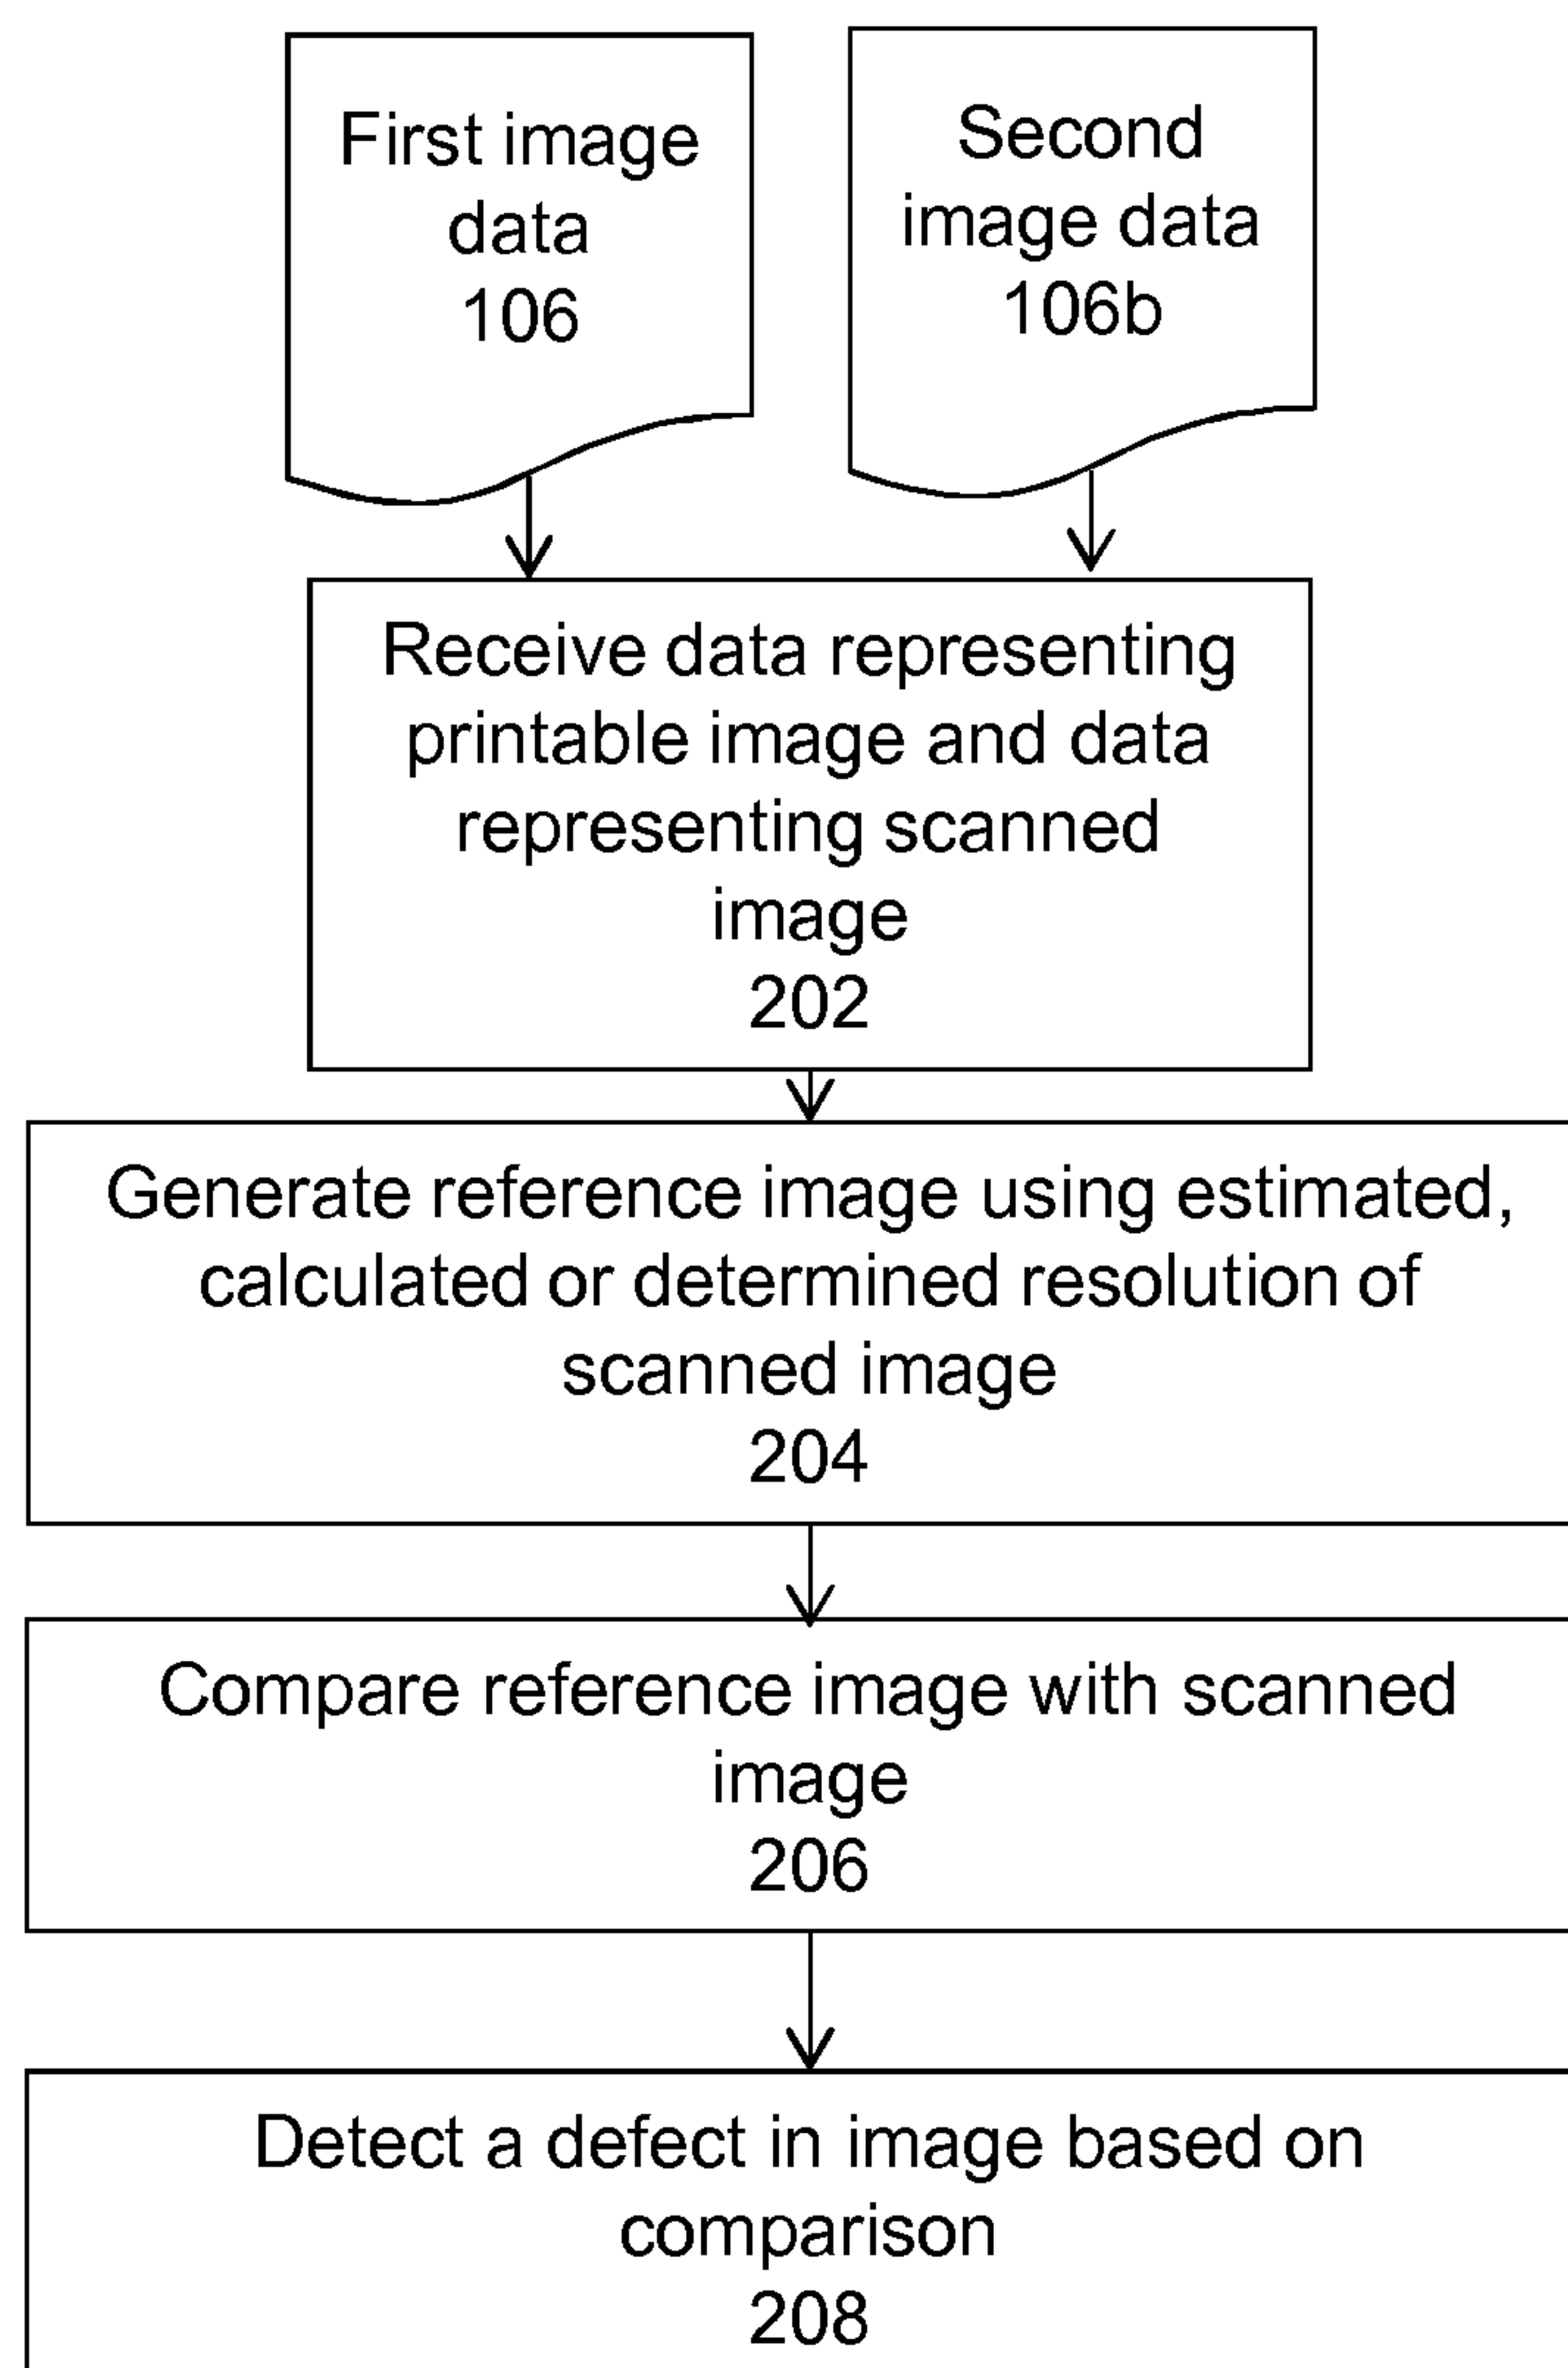 First image
data
106
Second
image data
106b
Receive data representing
printable image and data
representing scanned
image
202
Generate reference image using estimated,
calculated or determined resolution of
scanned image
204
Compare reference image with scanned
image
206
Detect a defect in image based on
comparison
208